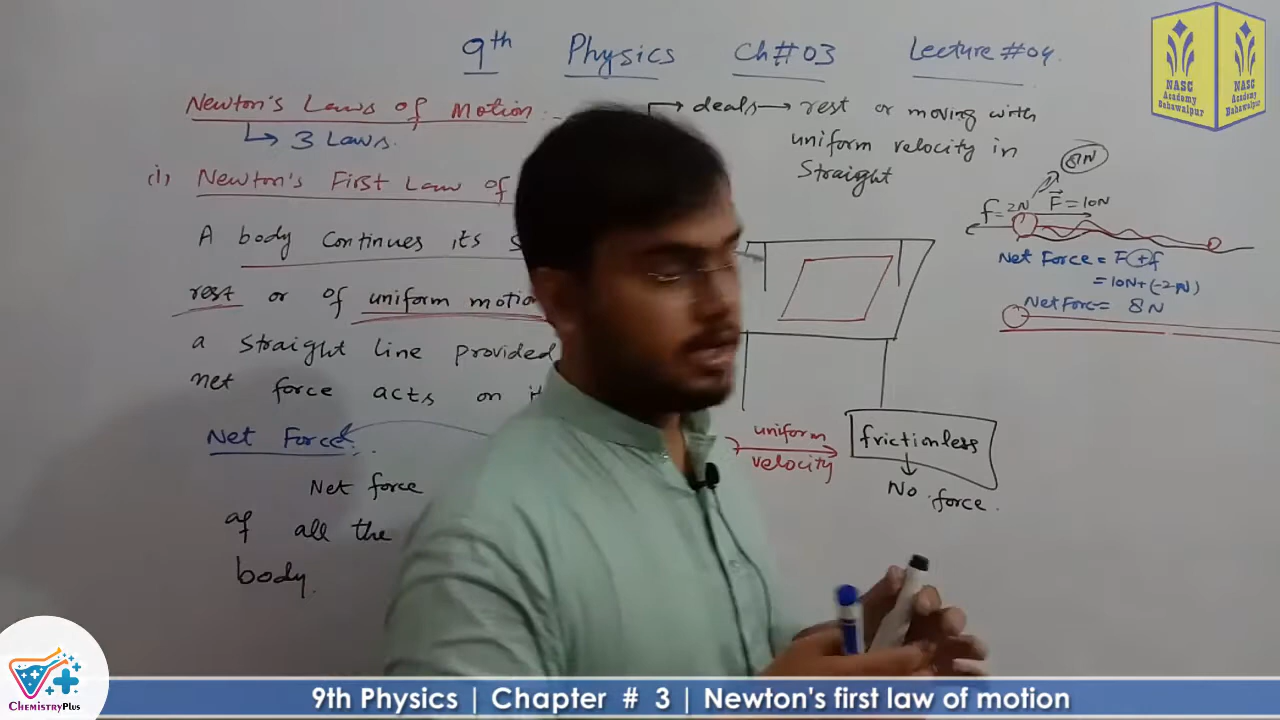 9th Physics Ch#03 Lecture #04.
Newton's Laws of Motion
↳ 3 Laws.
(1) Newton's First Law of
A body continues its
rest or of uniform motion
a straight line provided
net force acts on
Net Force:
Net force
of all the
body.
deals → rest or moving with
uniform velocity in
Straight
8N
f=2N F=10N
Net Force = F+f
= 10N+(-2N)
Net Force = 8N
uniform
velocity
frictionless
No force.
NASC
Academy
Bahawalpur
NASC
Academy
Bahawalpur
ChemistryPlus
9th Physics | Chapter # 3 | Newton's first law of motion